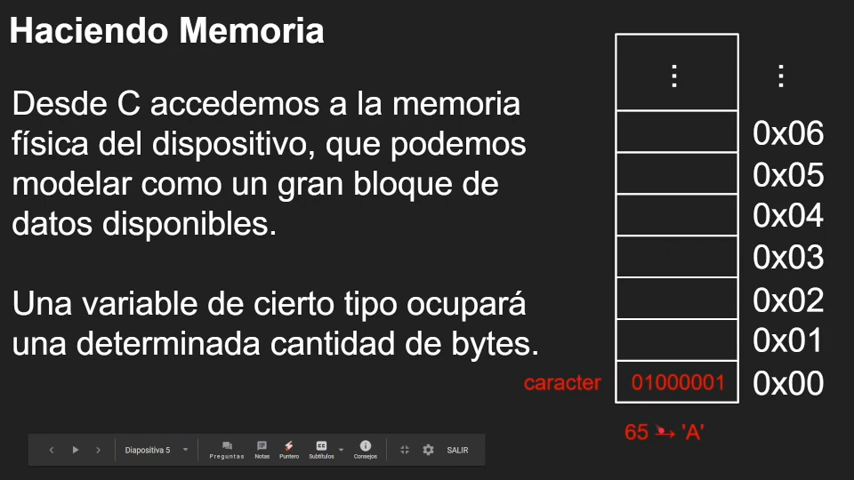 Haciendo Memoria
Desde C accedemos a la memoria
física del dispositivo, que podemos
modelar como un gran bloque de
datos disponibles.
Una variable de cierto tipo ocupará
una determinada cantidad de bytes.
⋮ ⋮
0x06
0x05
0x04
0x03
0x02
0x01
caracter 01000001 0x00
65 → 'A'
Diapositiva 5 Preguntas Notas Puntero Subtítulos Consejos SALIR